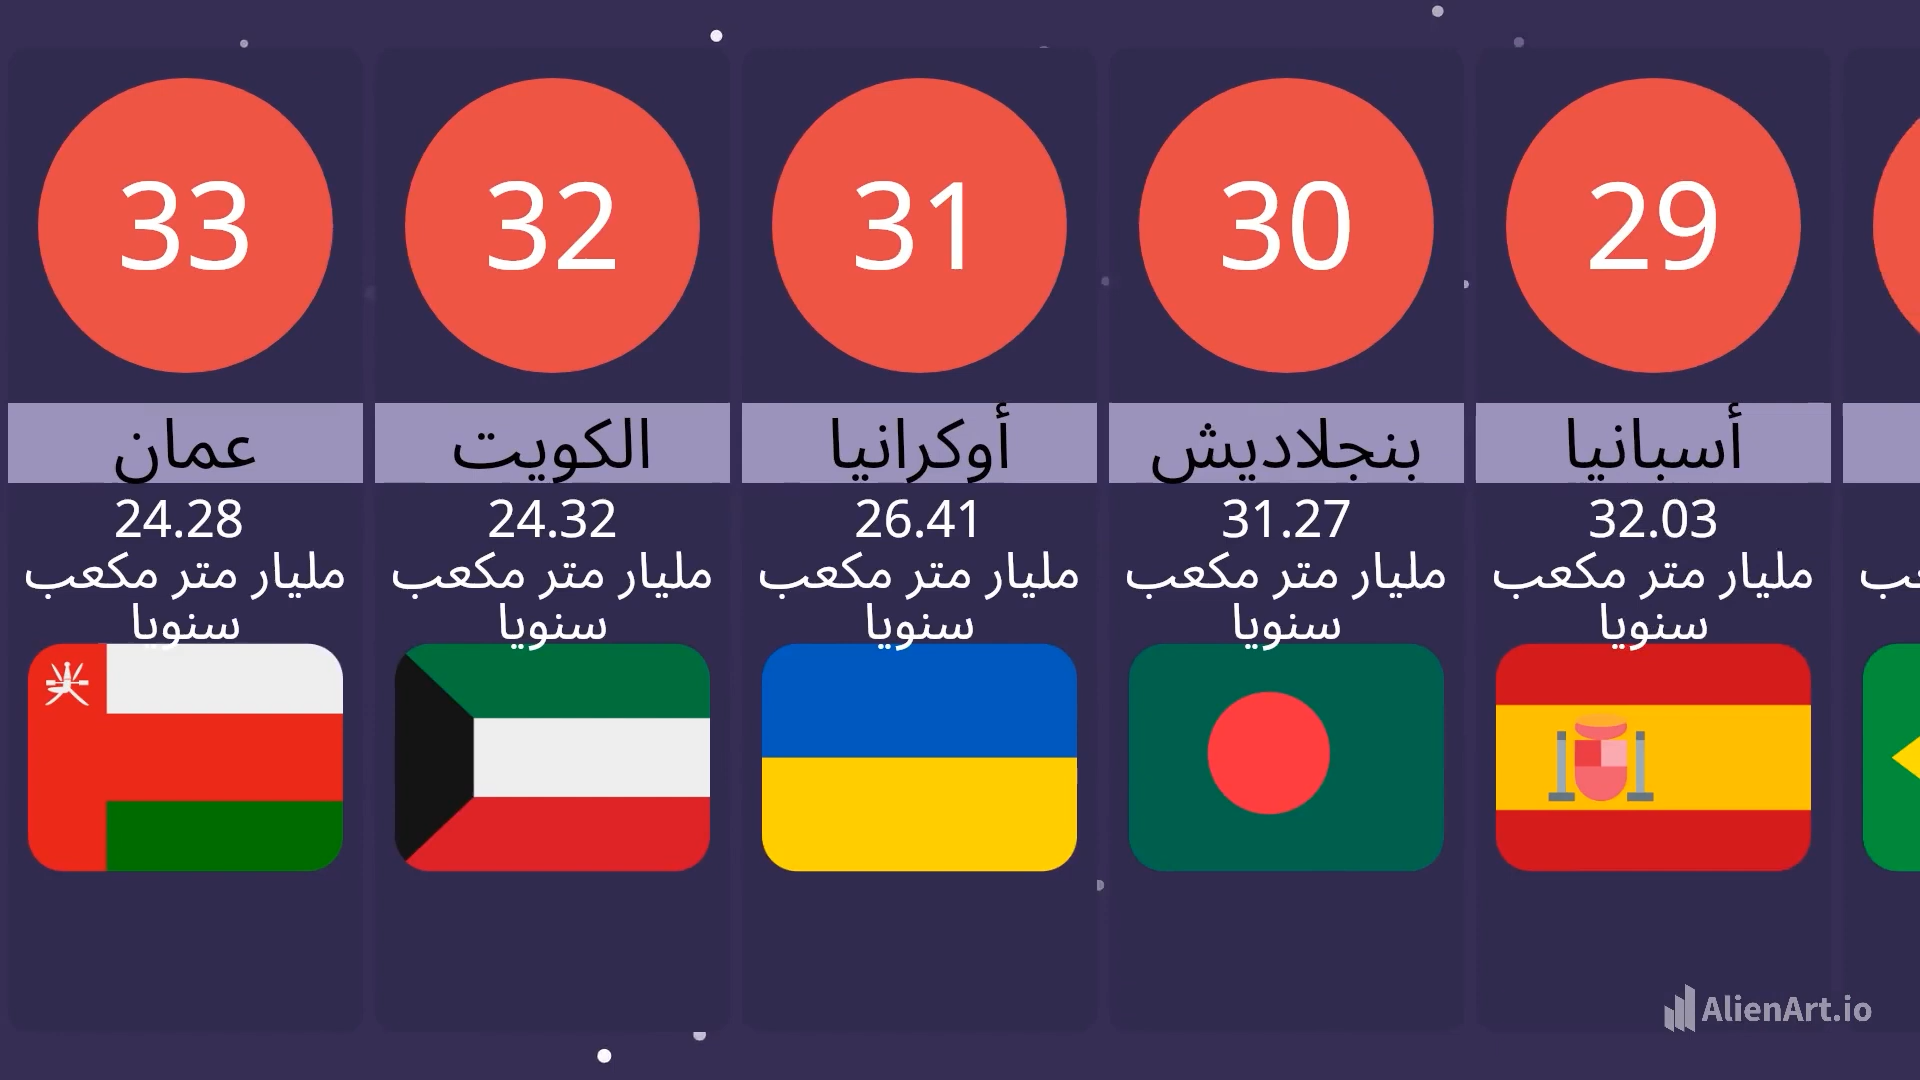 33
عمان
24.28
مليار متر مكعب
سنويا
32
الكويت
24.32
مليار متر مكعب
سنويا
31
أوكرانيا
26.41
مليار متر مكعب
سنويا
30
بنجلاديش
31.27
مليار متر مكعب
سنويا
29
أسبانيا
32.03
مليار متر مكعب
سنويا
AlienArt.io